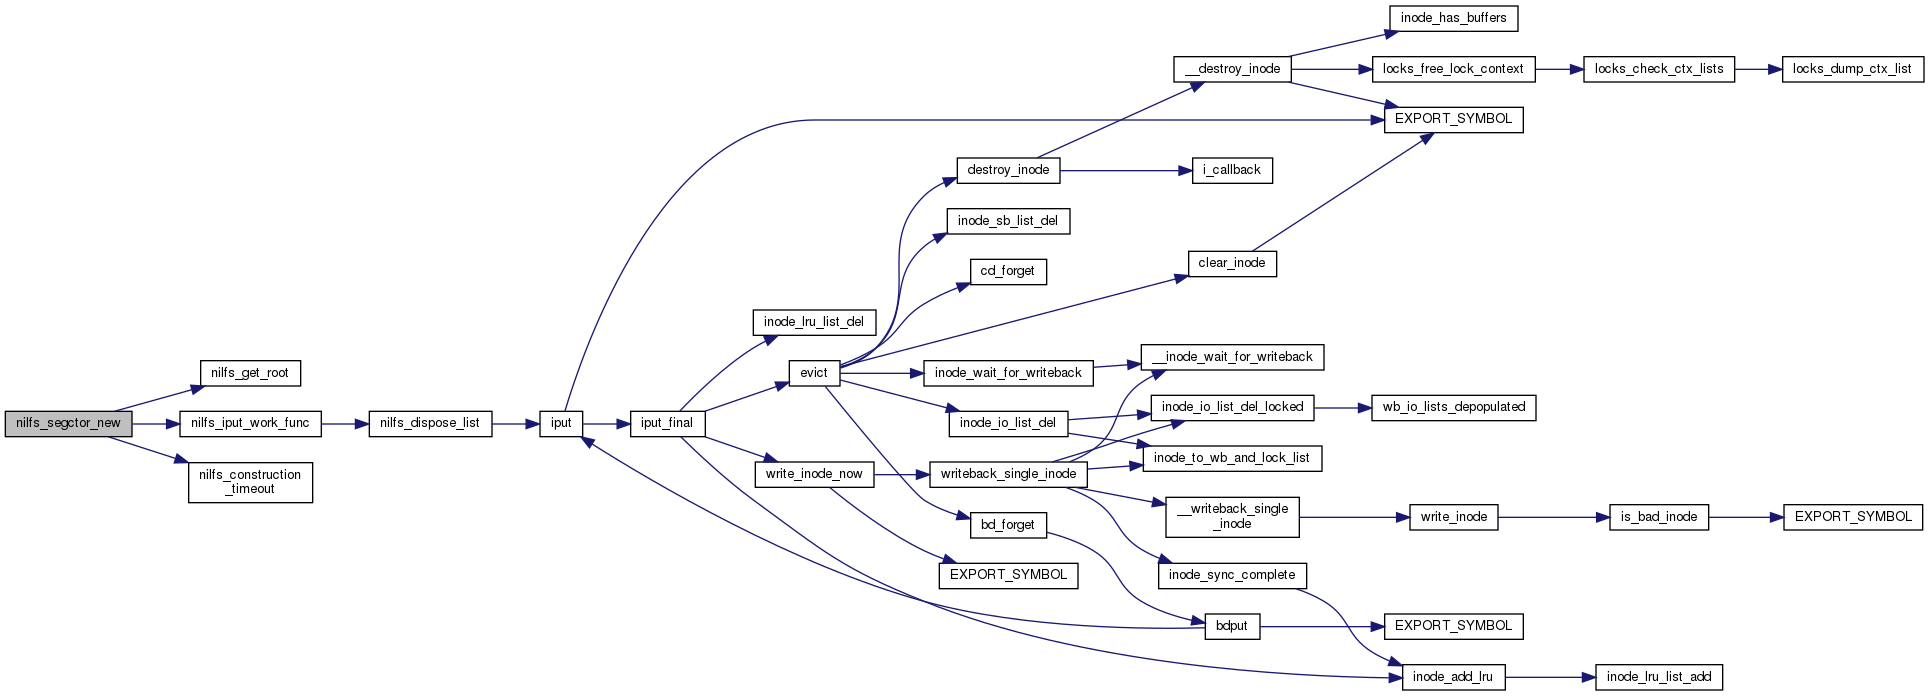 inode_has_buffers
__destroy_inode
locks_free_lock_context
locks_check_ctx_lists
locks_dump_ctx_list
EXPORT_SYMBOL
destroy_inode
i_callback
inode_sb_list_del
cd_forget
clear_inode
inode_lru_list_del
nilfs_get_root
evict
inode_wait_for_writeback
__inode_wait_for_writeback
nilfs_segctor_new
nilfs_iput_work_func
nilfs_dispose_list
iput
iput_final
inode_io_list_del
inode_io_list_del_locked
wb_io_lists_depopulated
inode_to_wb_and_lock_list
nilfs_construction
_timeout
write_inode_now
writeback_single_inode
__writeback_single
_inode
write_inode
is_bad_inode
EXPORT_SYMBOL
bd_forget
EXPORT_SYMBOL
inode_sync_complete
bdput
EXPORT_SYMBOL
inode_add_lru
inode_lru_list_add